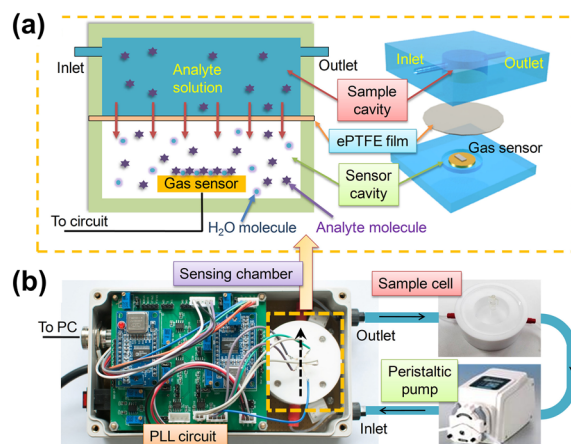 (a)
Inlet
Outlet
Analyte
solution
Sample
cavity
Inlet
Outlet
ePTFE film
Gas sensor
Sensor
cavity
Gas sensor
To circuit
H₂O molecule
Analyte molecule
(b)
Sensing chamber
Sample cell
To PC
Outlet
Peristaltic
pump
Inlet
PLL circuit